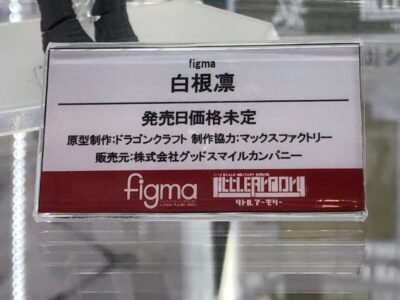 figma
白根凛
発売日価格未定
原型制作:ドラゴンクラフト 制作協力:マックスファクトリー
販売元:株式会社グッドスマイルカンパニー
figma
LITTLEARMORY
リトルアーモリー